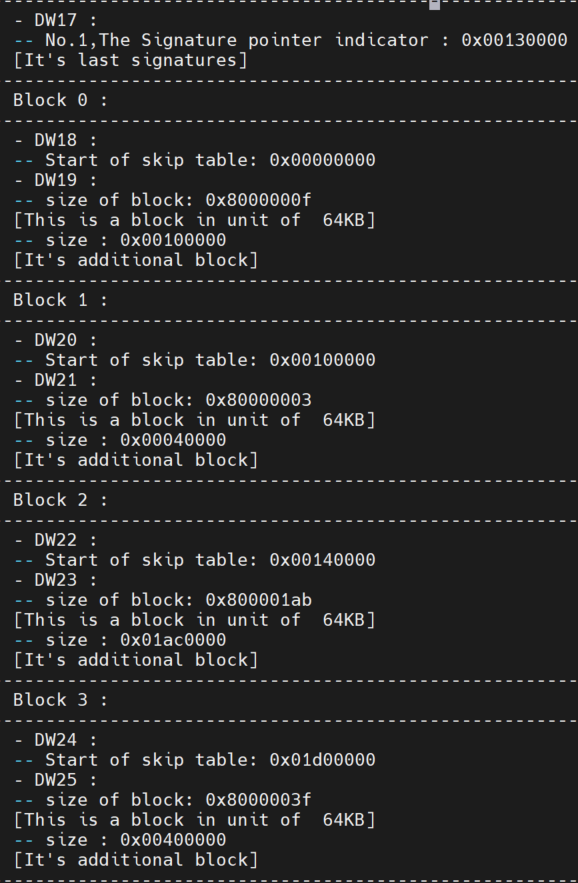 - DW17 :
-- No.1,The Signature pointer indicator : 0x00130000
[It's last signatures]
-------------------------------------------------------
Block 0 :
-------------------------------------------------------
- DW18 :
-- Start of skip table: 0x00000000
- DW19 :
-- size of block: 0x8000000f
[This is a block in unit of  64KB]
-- size : 0x00100000
[It's additional block]
-------------------------------------------------------
Block 1 :
-------------------------------------------------------
- DW20 :
-- Start of skip table: 0x00100000
- DW21 :
-- size of block: 0x80000003
[This is a block in unit of  64KB]
-- size : 0x00040000
[It's additional block]
-------------------------------------------------------
Block 2 :
-------------------------------------------------------
- DW22 :
-- Start of skip table: 0x00140000
- DW23 :
-- size of block: 0x800001ab
[This is a block in unit of  64KB]
-- size : 0x01ac0000
[It's additional block]
-------------------------------------------------------
Block 3 :
-------------------------------------------------------
- DW24 :
-- Start of skip table: 0x01d00000
- DW25 :
-- size of block: 0x8000003f
[This is a block in unit of  64KB]
-- size : 0x00400000
[It's additional block]
-------------------------------------------------------